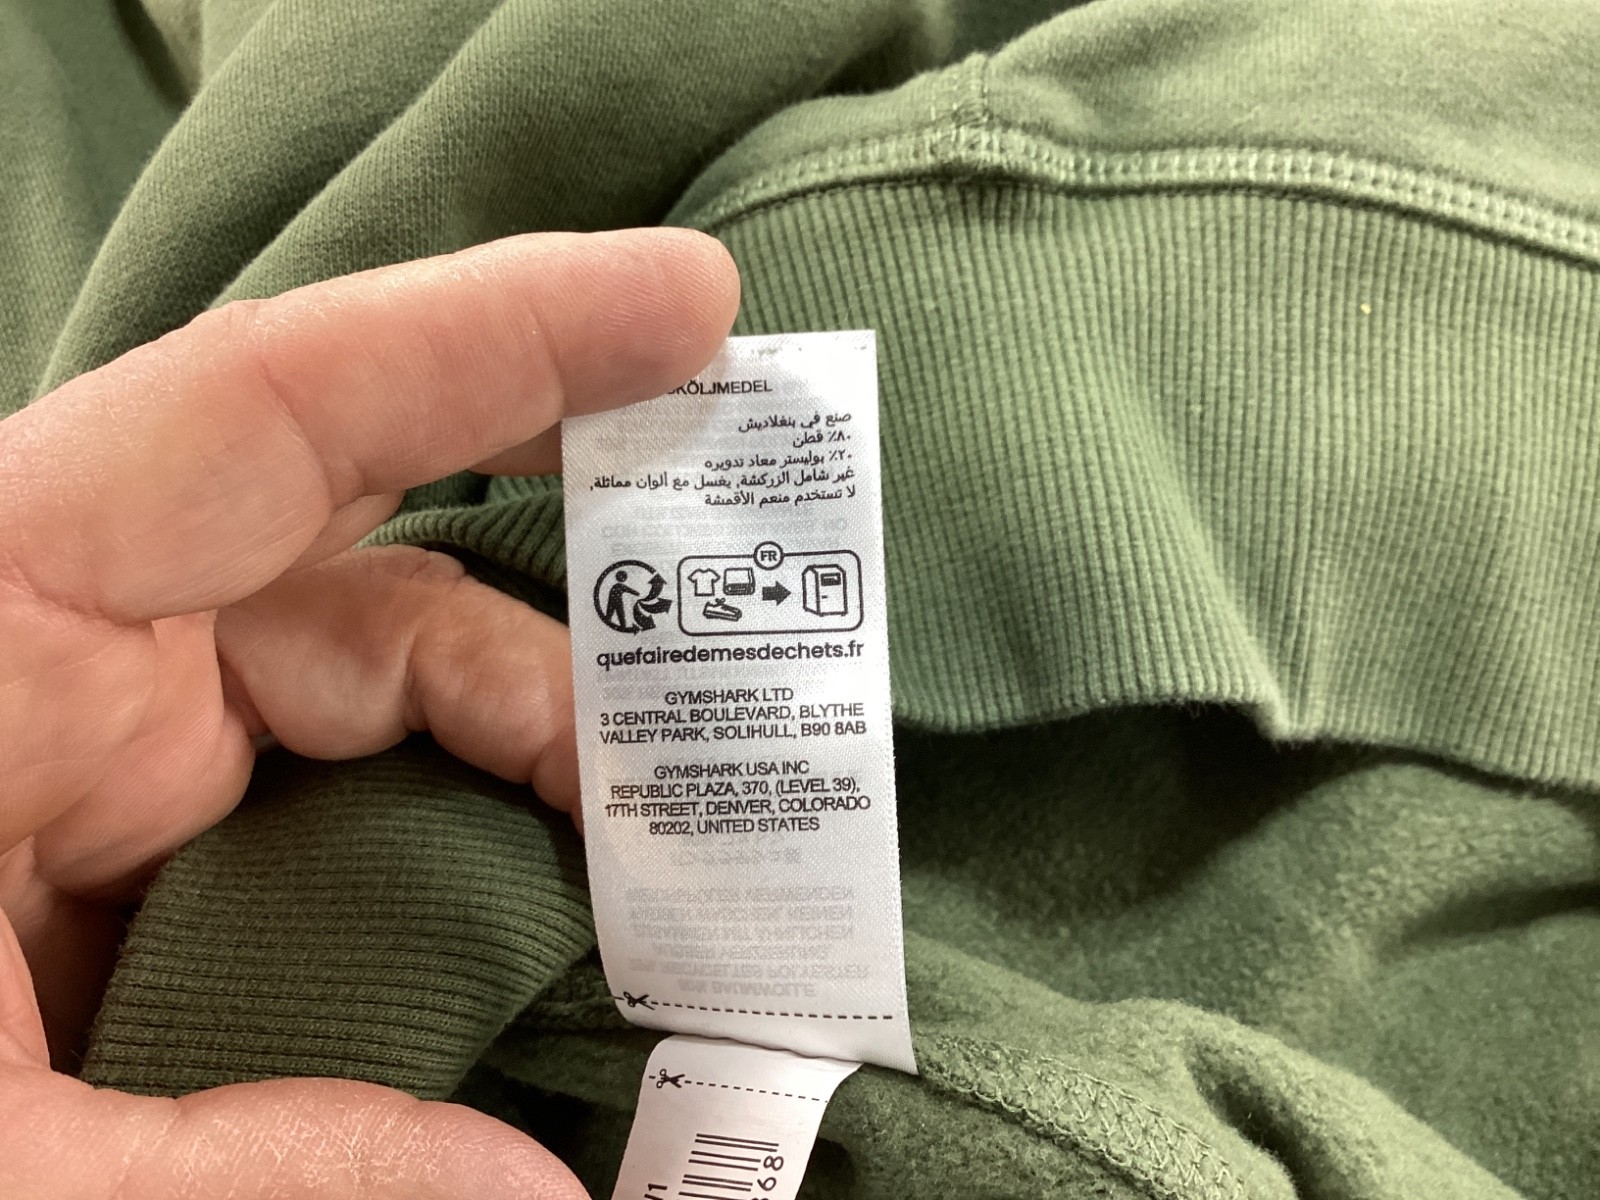 SKÖLJMEDEL
صنع في بنغلاديش
٨٠٪ قطن
٢٠٪ بوليستر معاد تدويره
غير شامل الزركشة, يغسل مع ألوان مماثلة,
لا تستخدم منعم الأقمشة
FR
quefairedemesdechets.fr
GYMSHARK LTD
3 CENTRAL BOULEVARD, BLYTHE
VALLEY PARK, SOLIHULL, B90 8AB
GYMSHARK USA INC
REPUBLIC PLAZA, 370, (LEVEL 39),
17TH STREET, DENVER, COLORADO
80202, UNITED STATES